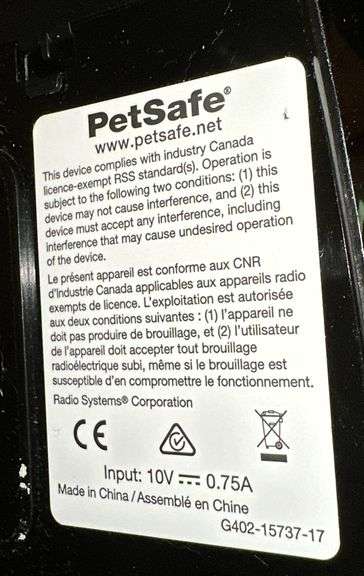 PetSafe®
www.petsafe.net
This device complies with industry Canada
licence-exempt RSS standard(s). Operation is
subject to the following two conditions: (1) this
device may not cause interference, and (2) this
device must accept any interference, including
interference that may cause undesired operation
of the device.
Le présent appareil est conforme aux CNR
d'Industrie Canada applicables aux appareils radio
exempts de licence. L'exploitation est autorisée
aux deux conditions suivantes : (1) l'appareil ne
doit pas produire de brouillage, et (2) l'utilisateur
de l'appareil doit accepter tout brouillage
radioélectrique subi, même si le brouillage est
susceptible d'en compromettre le fonctionnement.
Radio Systems® Corporation
CE
Input: 10V ⎓ 0.75A
Made in China / Assemblé en Chine
G402-15737-17